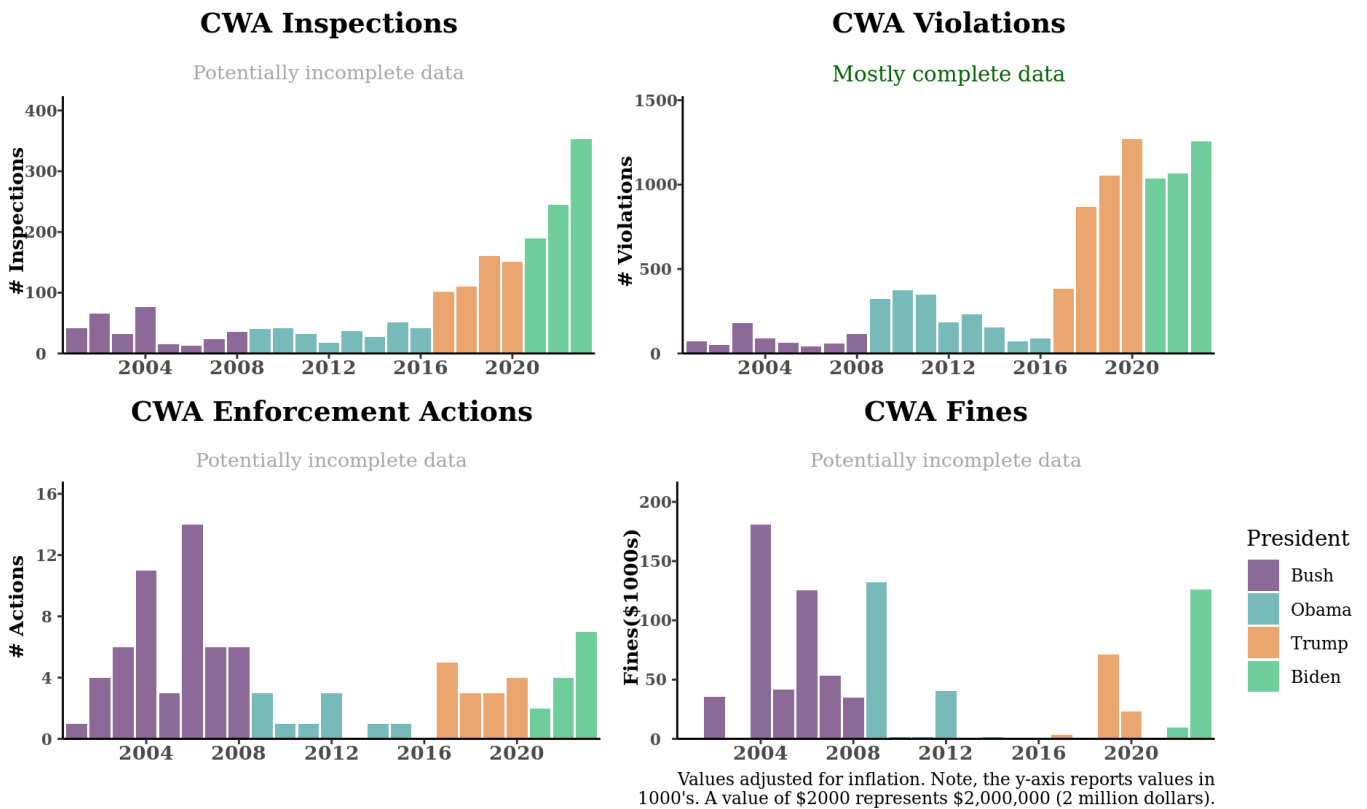 CWA Inspections
Potentially incomplete data
# Inspections
400
300
200
100
0
2004 2008 2012 2016 2020
CWA Violations
Mostly complete data
# Violations
1500
1000
500
0
2004 2008 2012 2016 2020
CWA Enforcement Actions
Potentially incomplete data
# Actions
16
12
8
4
0
2004 2008 2012 2016 2020
CWA Fines
Potentially incomplete data
Fines($1000s)
200
150
100
50
0
2004 2008 2012 2016 2020
President
Bush
Obama
Trump
Biden
Values adjusted for inflation. Note, the y-axis reports values in
1000's. A value of $2000 represents $2,000,000 (2 million dollars).